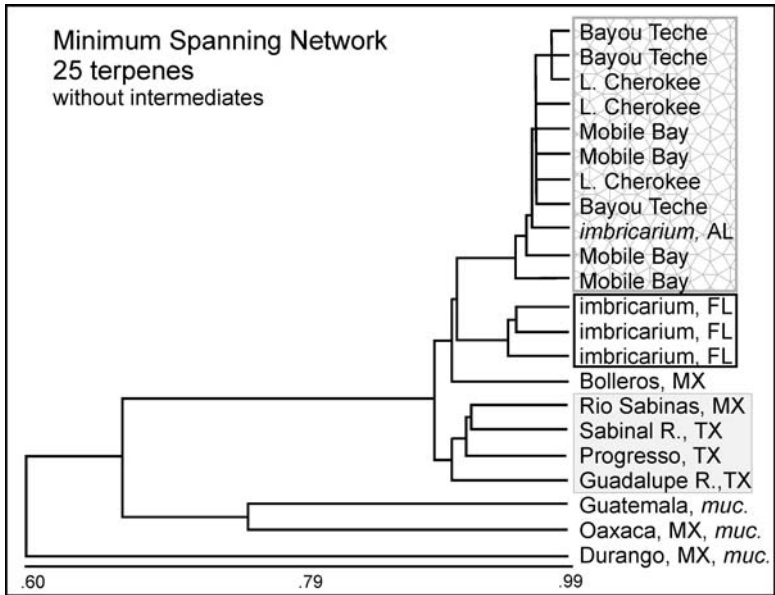 Minimum Spanning Network
25 terpenes
without intermediates
Bayou Teche
Bayou Teche
L. Cherokee
L. Cherokee
Mobile Bay
Mobile Bay
L. Cherokee
Bayou Teche
imbricarium, AL
Mobile Bay
Mobile Bay
imbricarium, FL
imbricarium, FL
imbricarium, FL
Bolleros, MX
Rio Sabinas, MX
Sabinal R., TX
Progresso, TX
Guadalupe R.,TX
Guatemala, muc.
Oaxaca, MX, muc.
Durango, MX, muc.
.60 .79 .99